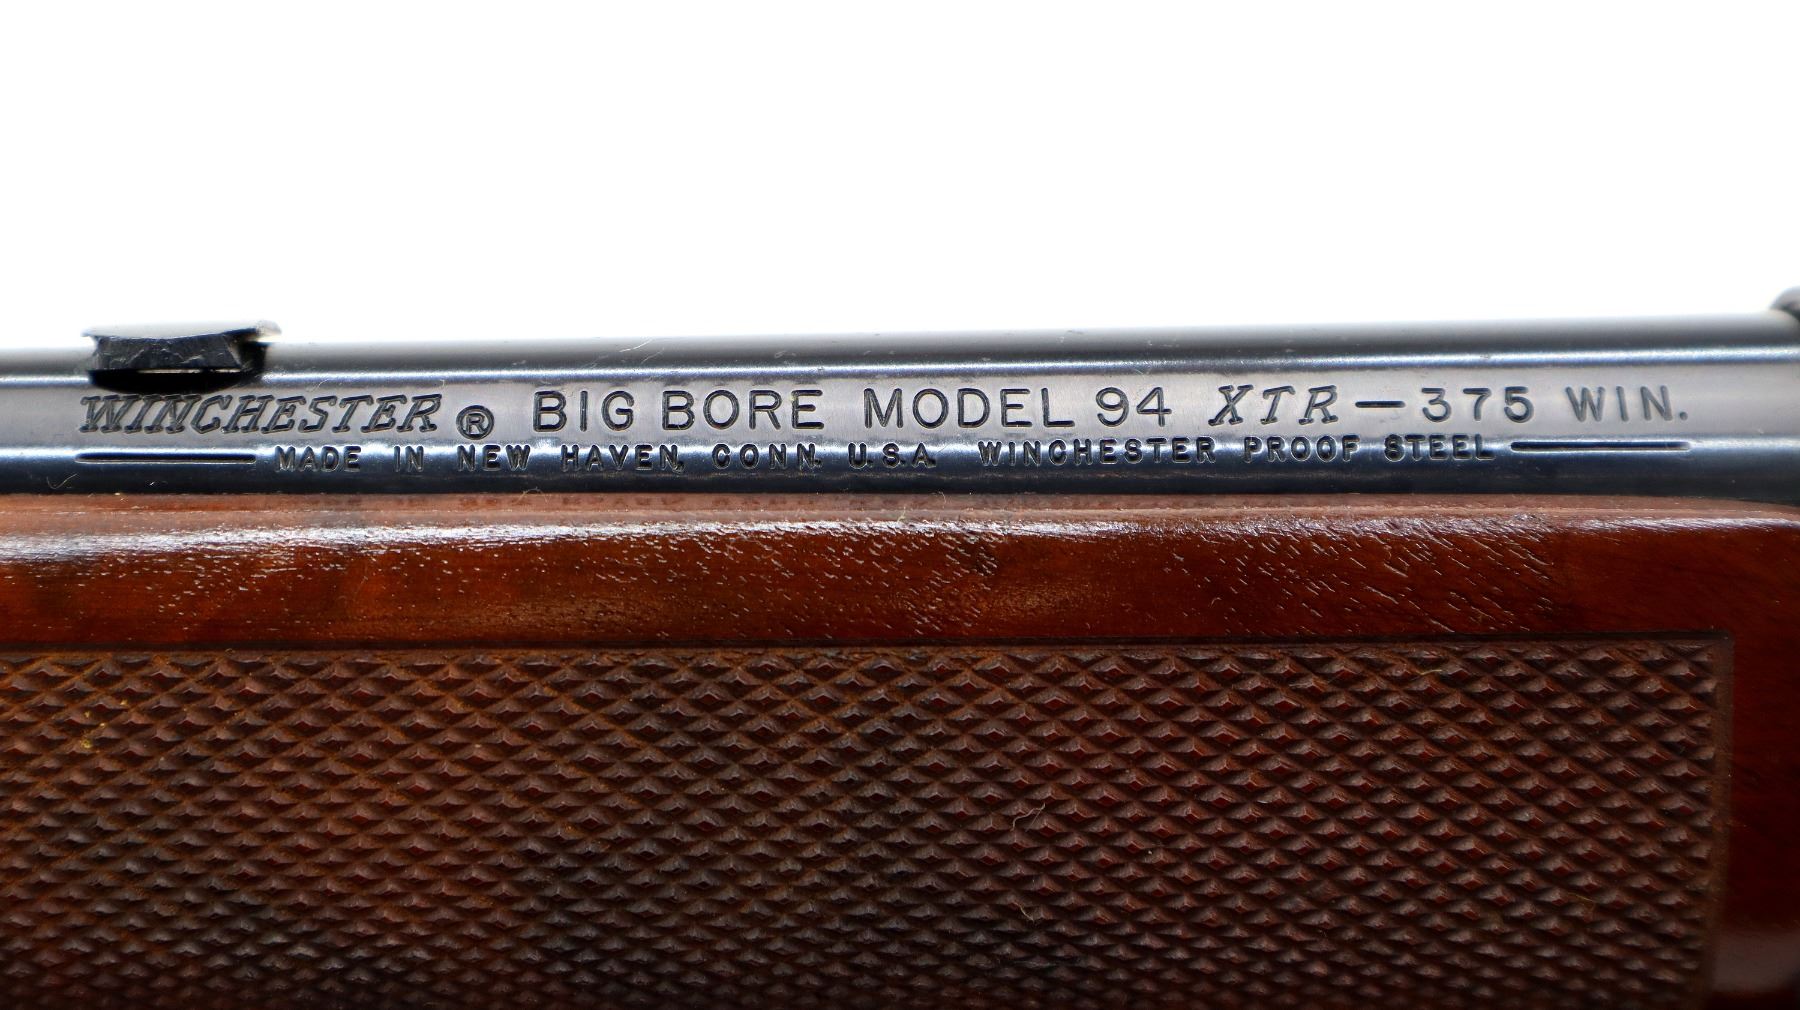 WINCHESTER ® BIG BORE MODEL 94 XTR — 375 WIN.
MADE IN NEW HAVEN, CONN. U.S.A. WINCHESTER PROOF STEEL